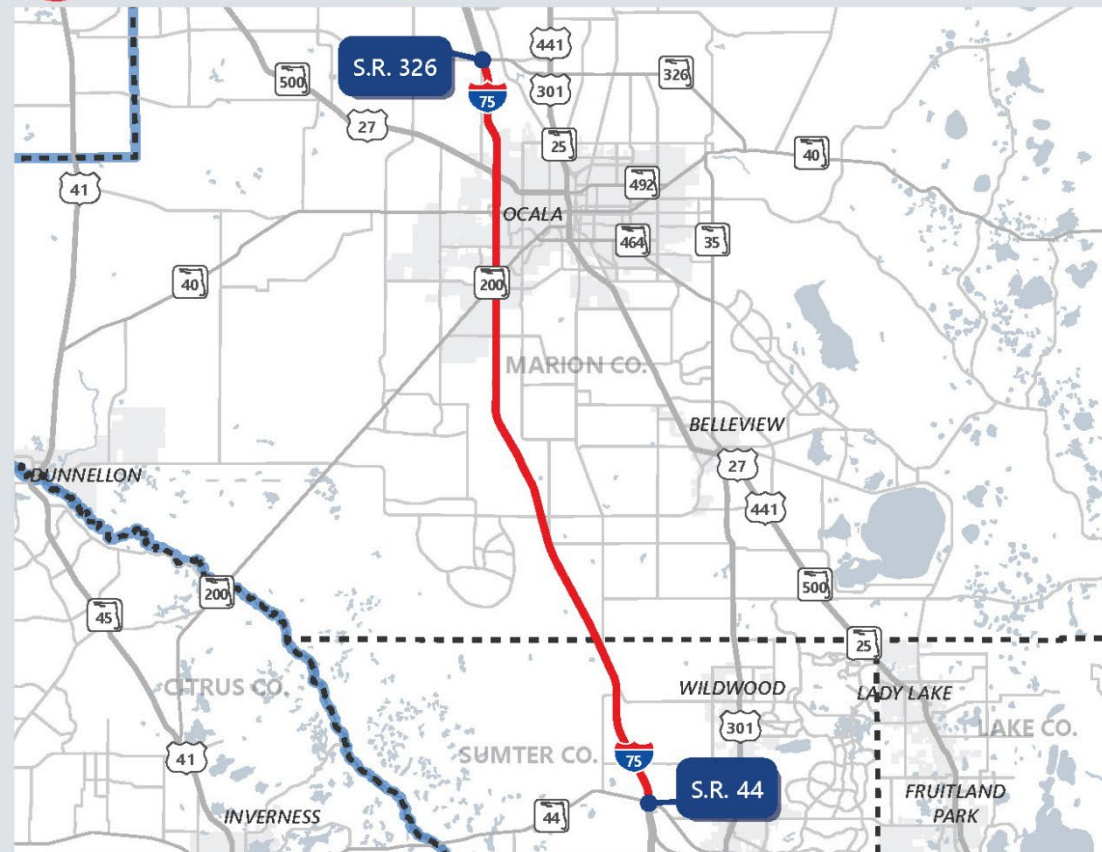 441
S.R. 326
326
500
75
301
27
25
40
492
41
OCALA
464
35
40
200
MARION CO.
BELLEVIEW
27
DUNNELLON
441
500
200
45
25
CITRUS CO.
WILDWOOD
LADY LAKE
301
LAKE CO.
SUMTER CO.
41
75
S.R. 44
FRUITLAND
PARK
44
INVERNESS